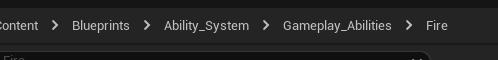 ontent > Blueprints > Ability_System > Gameplay_Abilities > Fire